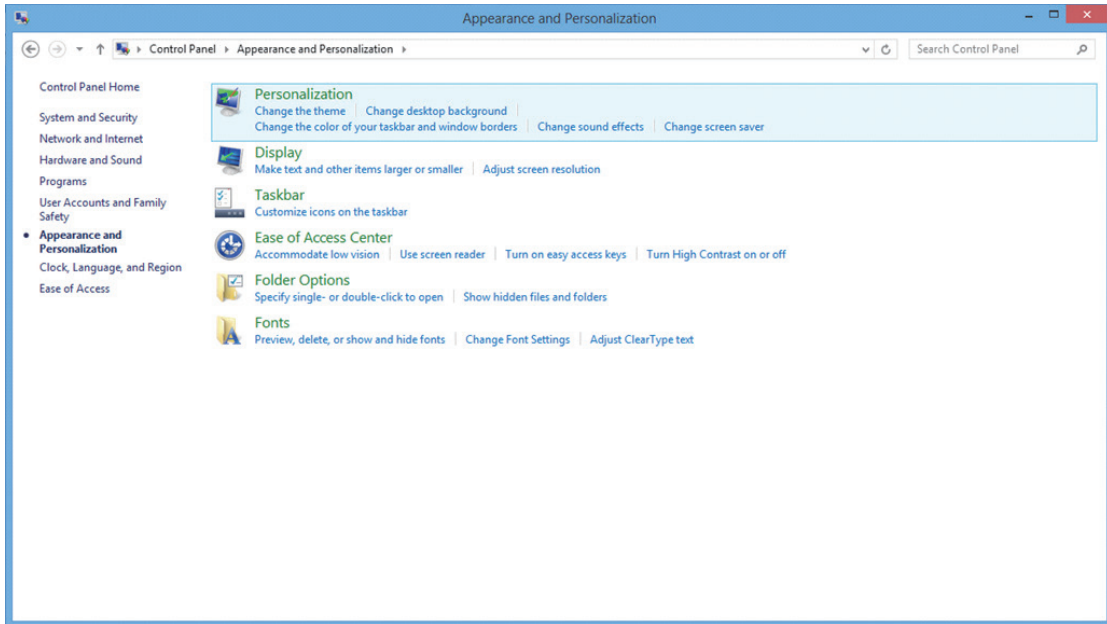 Appearance and Personalization
Control Panel Appearance and Personalization
Search Control Panel
Control Panel Home
System and Security
Network and Internet
Hardware and Sound
Programs
User Accounts and Family
Safety
Appearance and
Personalization
Clock, Language, and Region
Ease of Access
Personalization
Change the theme Change desktop background
Change the color of your taskbar and window borders Change sound effects Change screen saver
Display
Make text and other items larger or smaller Adjust screen resolution
Taskbar
Customize icons on the taskbar
Ease of Access Center
Accommodate low vision Use screen reader Turn on easy access keys Turn High Contrast on or off
Folder Options
Specify single- or double-click to open Show hidden files and folders
Fonts
Preview, delete, or show and hide fonts Change Font Settings Adjust ClearType text